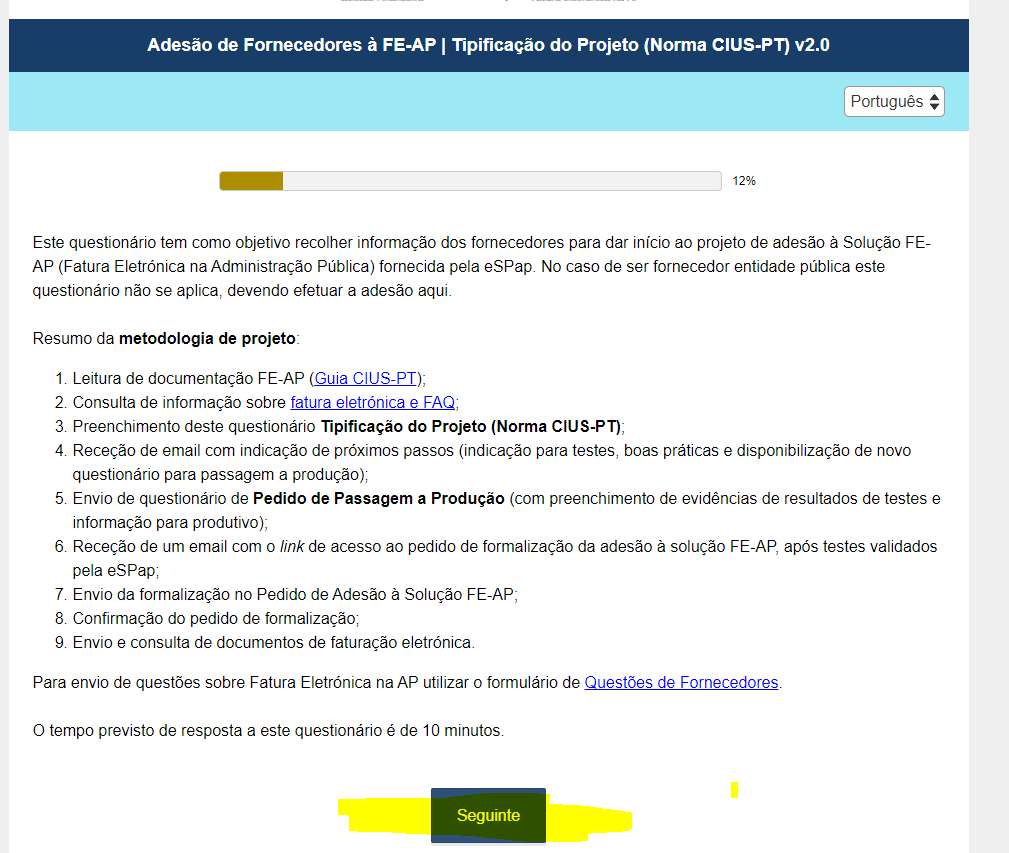 Adesão de Fornecedores à FE-AP | Tipificação do Projeto (Norma CIUS-PT) v2.0
Português
12%
Este questionário tem como objetivo recolher informação dos fornecedores para dar início ao projeto de adesão à Solução FE-
AP (Fatura Eletrónica na Administração Pública) fornecida pela eSPap. No caso de ser fornecedor entidade pública este
questionário não se aplica, devendo efetuar a adesão aqui.
Resumo da metodologia de projeto:
1. Leitura de documentação FE-AP (Guia CIUS-PT);
2. Consulta de informação sobre fatura eletrónica e FAQ;
3. Preenchimento deste questionário Tipificação do Projeto (Norma CIUS-PT);
4. Receção de email com indicação de próximos passos (indicação para testes, boas práticas e disponibilização de novo
questionário para passagem a produção);
5. Envio de questionário de Pedido de Passagem a Produção (com preenchimento de evidências de resultados de testes e
informação para produtivo);
6. Receção de um email com o link de acesso ao pedido de formalização da adesão à solução FE-AP, após testes validados
pela eSPap;
7. Envio da formalização no Pedido de Adesão à Solução FE-AP;
8. Confirmação do pedido de formalização;
9. Envio e consulta de documentos de faturação eletrónica.
Para envio de questões sobre Fatura Eletrónica na AP utilizar o formulário de Questões de Fornecedores.
O tempo previsto de resposta a este questionário é de 10 minutos.
Seguinte